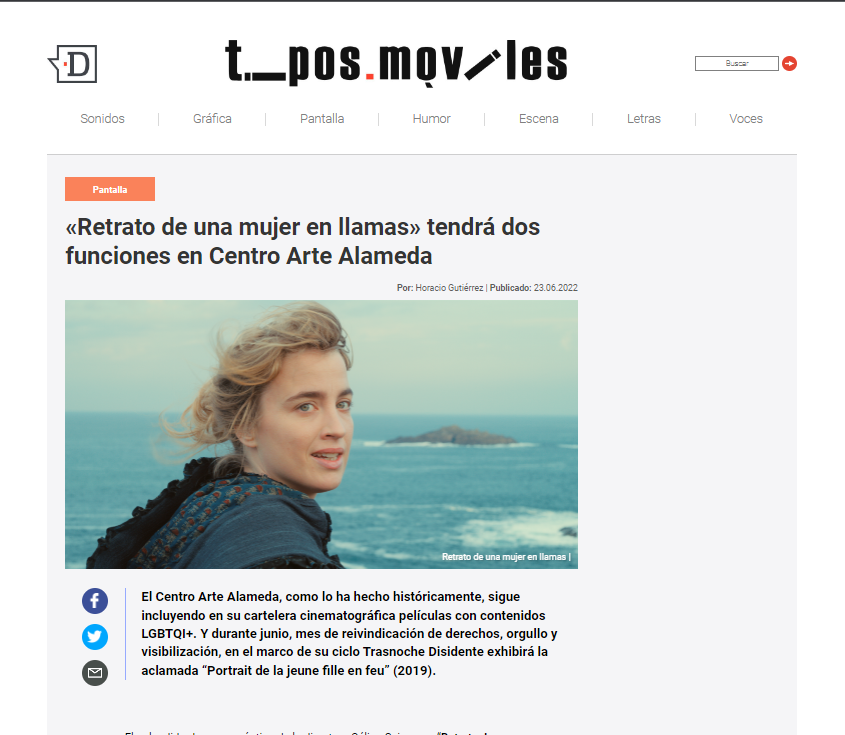 D
t._pos.mqv/les
Buscar
Sonidos
Gráfica
Pantalla
Humor
Escena
Letras
Voces
Pantalla
«Retrato de una mujer en llamas» tendrá dos
funciones en Centro Arte Alameda
Por: Horacio Gutiérrez | Publicado: 23.06.2022
Retrato de una mujer en llamas |
El Centro Arte Alameda, como lo ha hecho históricamente, sigue
incluyendo en su cartelera cinematográfica películas con contenidos
LGBTQI+. Y durante junio, mes de reivindicación de derechos, orgullo y
visibilización, en el marco de su ciclo Trasnoche Disidente exhibirá la
aclamada “Portrait de la jeune fille en feu” (2019).